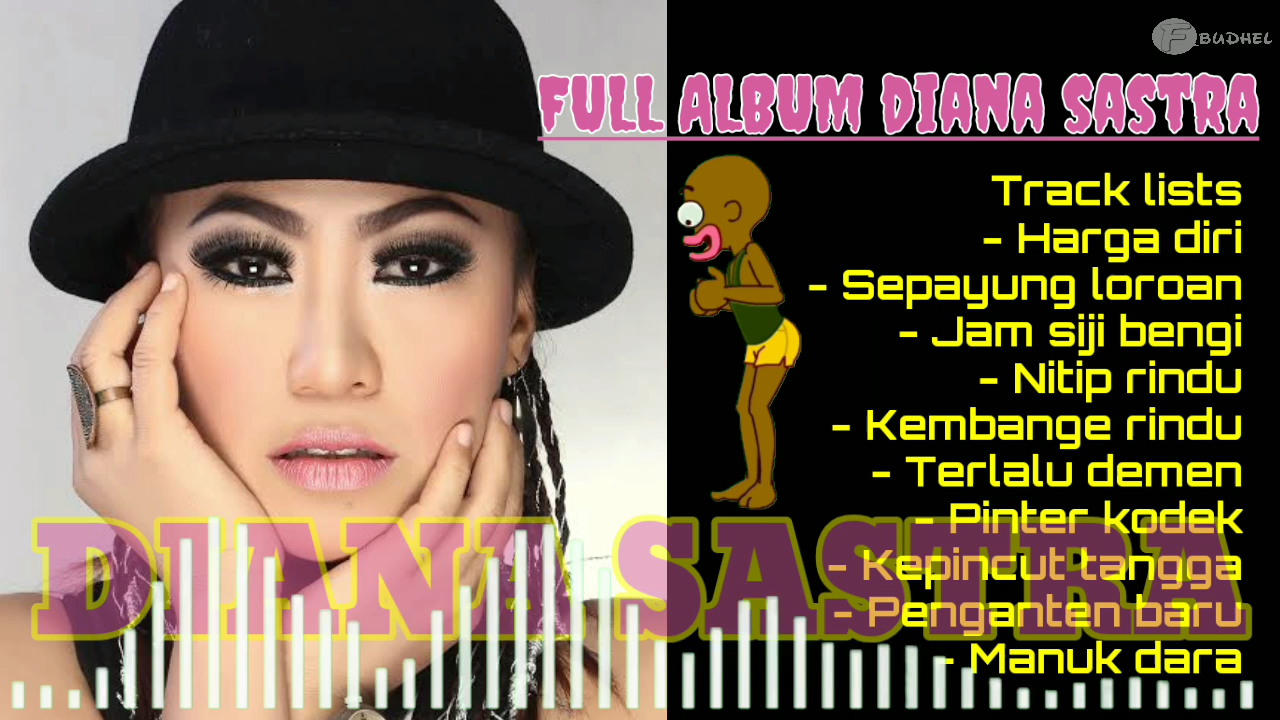 F_BUDHEL
FULL ALBUM DIANA SASTRA
Track lists
- Harga diri
- Sepayung loroan
- Jam siji bengi
- Nitip rindu
- Kembange rindu
- Terlalu demen
- Pinter kodek
- Kepincut tangga
- Penganten baru
- Manuk dara
DIANA SASTRA